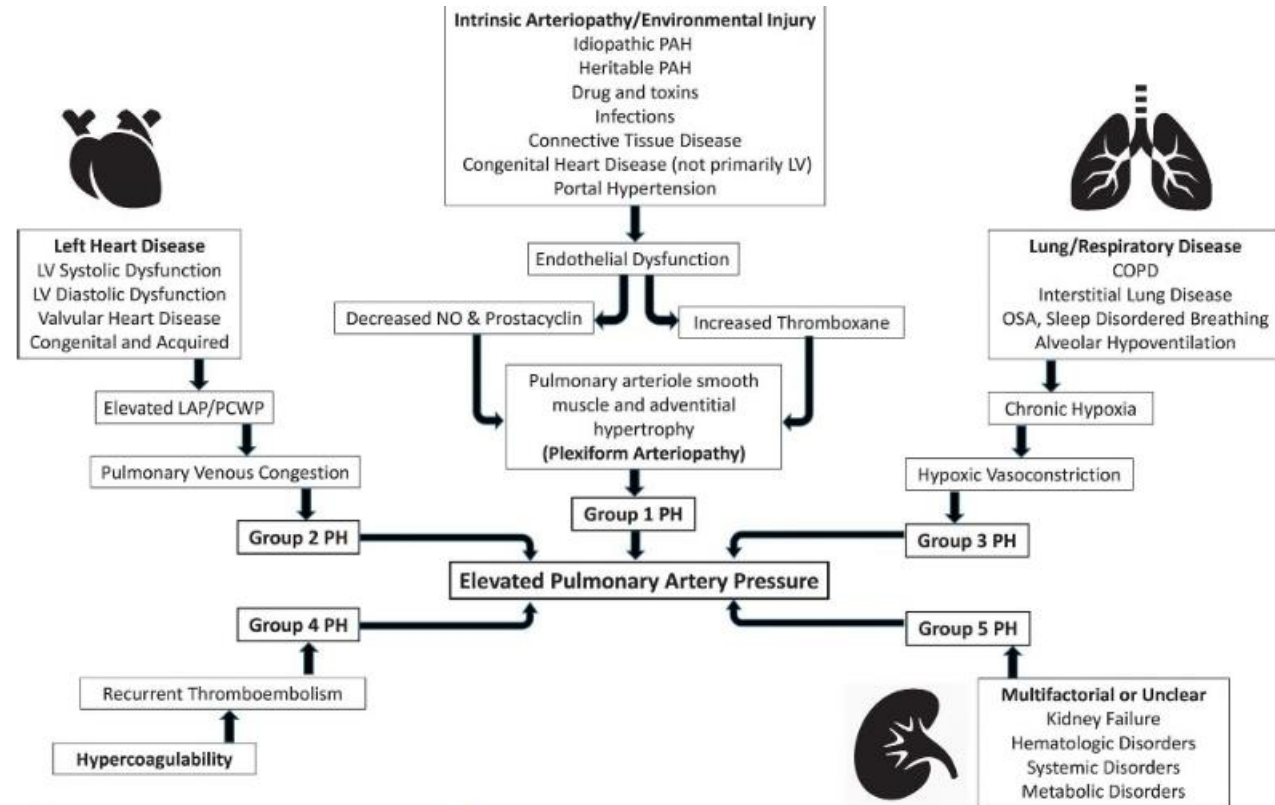 Intrinsic Arteriopathy/Environmental Injury
Idiopathic PAH
Heritable PAH
Drug and toxins
Infections
Connective Tissue Disease
Congenital Heart Disease (not primarily LV)
Portal Hypertension
Endothelial Dysfunction
Decreased NO & Prostacyclin
Increased Thromboxane
Pulmonary arteriole smooth
muscle and adventitial
hypertrophy
(Plexiform Arteriopathy)
Group 1 PH
Left Heart Disease
LV Systolic Dysfunction
LV Diastolic Dysfunction
Valvular Heart Disease
Congenital and Acquired
Elevated LAP/PCWP
Pulmonary Venous Congestion
Group 2 PH
Lung/Respiratory Disease
COPD
Interstitial Lung Disease
OSA, Sleep Disordered Breathing
Alveolar Hypoventilation
Chronic Hypoxia
Hypoxic Vasoconstriction
Group 3 PH
Elevated Pulmonary Artery Pressure
Group 4 PH
Recurrent Thromboembolism
Hypercoagulability
Group 5 PH
Multifactorial or Unclear
Kidney Failure
Hematologic Disorders
Systemic Disorders
Metabolic Disorders